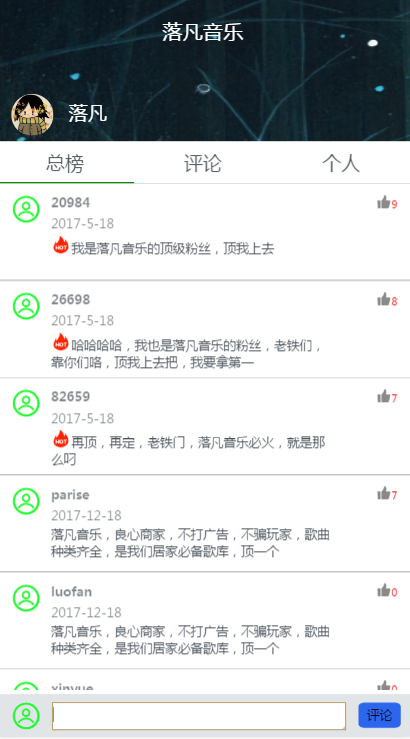 落凡音乐
落凡
总榜 评论 个人
20984 9
2017-5-18
HOT 我是落凡音乐的顶级粉丝，顶我上去
26698 8
2017-5-18
HOT 哈哈哈哈，我也是落凡音乐的粉丝，老铁们，
靠你们咯，顶我上去把，我要拿第一
82659 7
2017-5-18
HOT 再顶，再定，老铁门，落凡音乐必火，就是那
么叼
parise 7
2017-12-18
落凡音乐，良心商家，不打广告，不骗玩家，歌曲
种类齐全，是我们居家必备歌库，顶一个
luofan 0
2017-12-18
落凡音乐，良心商家，不打广告，不骗玩家，歌曲
种类齐全，是我们居家必备歌库，顶一个
xinyue 0
评论